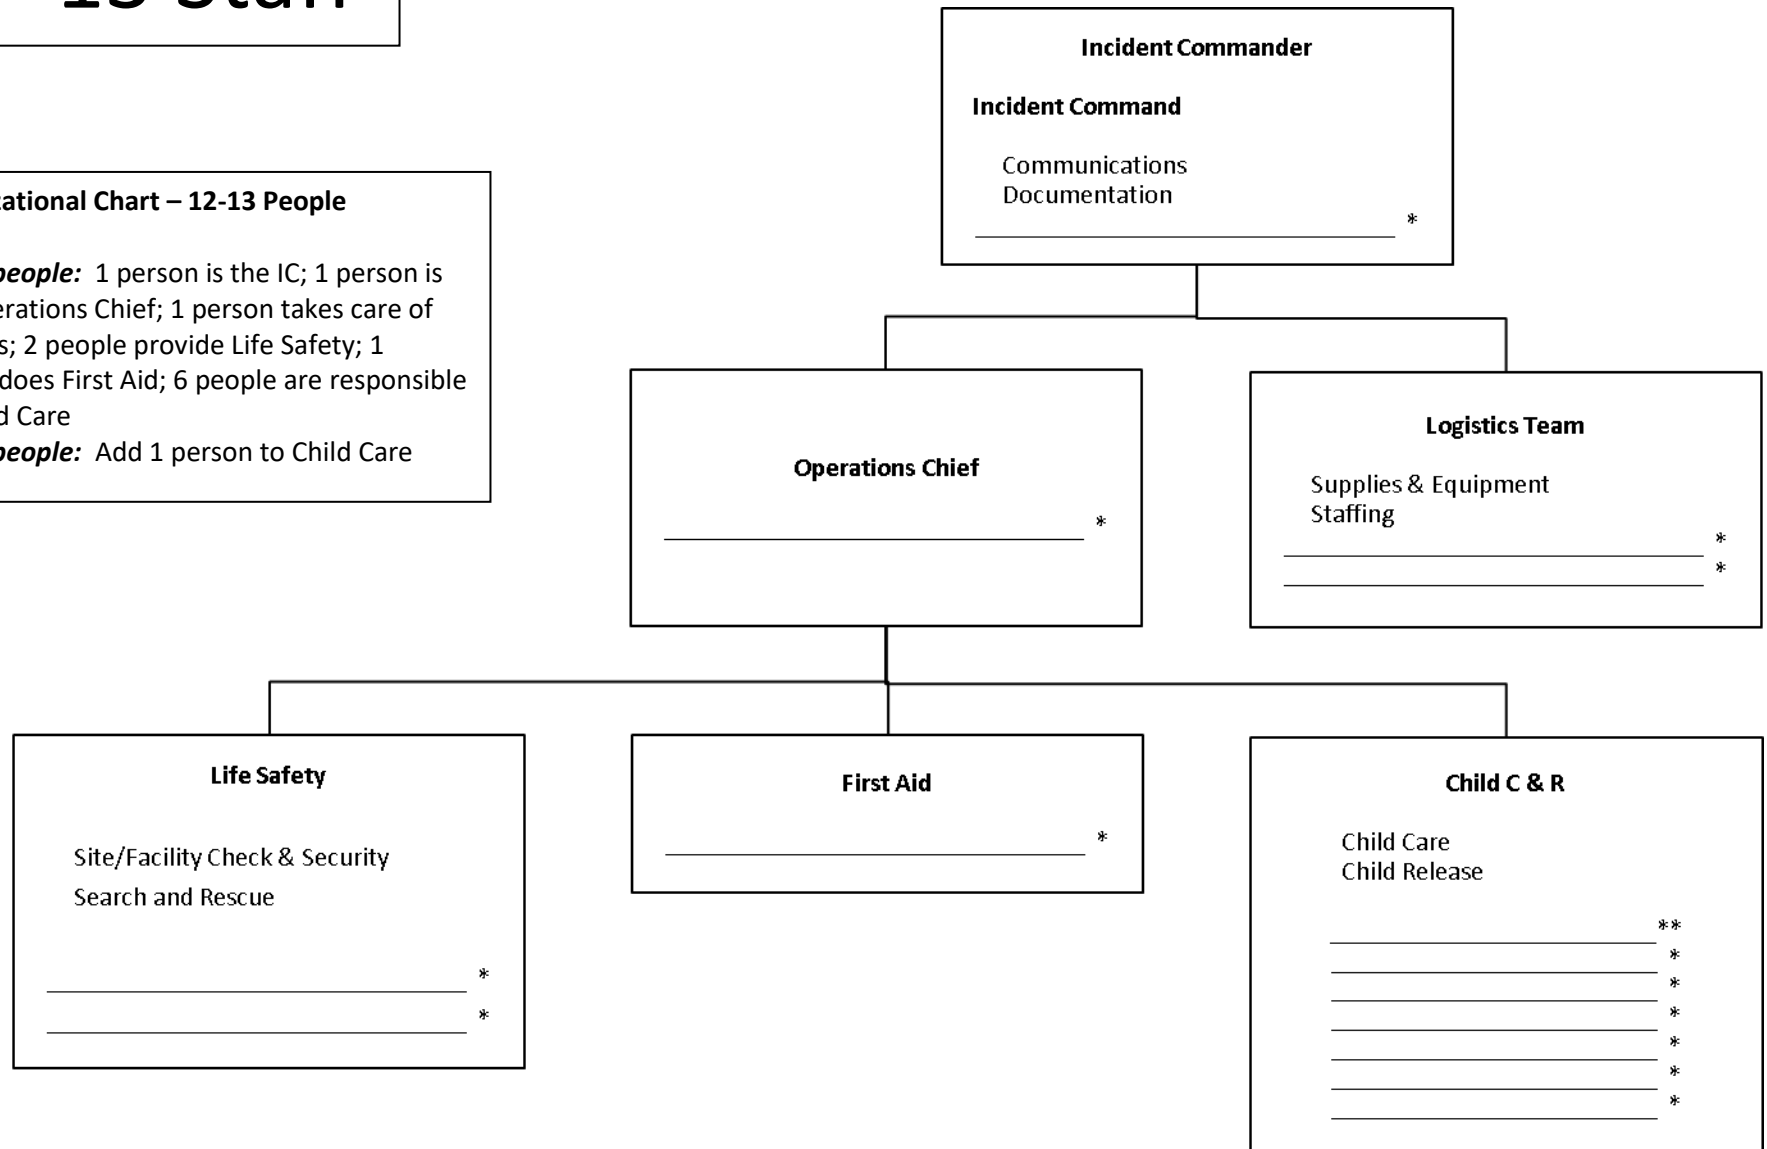 13 Staff
ational Chart – 12-13 People
people: 1 person is the IC; 1 person is
erations Chief; 1 person takes care of
s; 2 people provide Life Safety; 1
does First Aid; 6 people are responsible
d Care
people: Add 1 person to Child Care
Incident Commander
Incident Command
Communications
Documentation
*
Operations Chief
*
Logistics Team
Supplies & Equipment
Staffing
*
*
Life Safety
Site/Facility Check & Security
Search and Rescue
*
*
First Aid
*
Child C & R
Child Care
Child Release
**
*
*
*
*
*
*